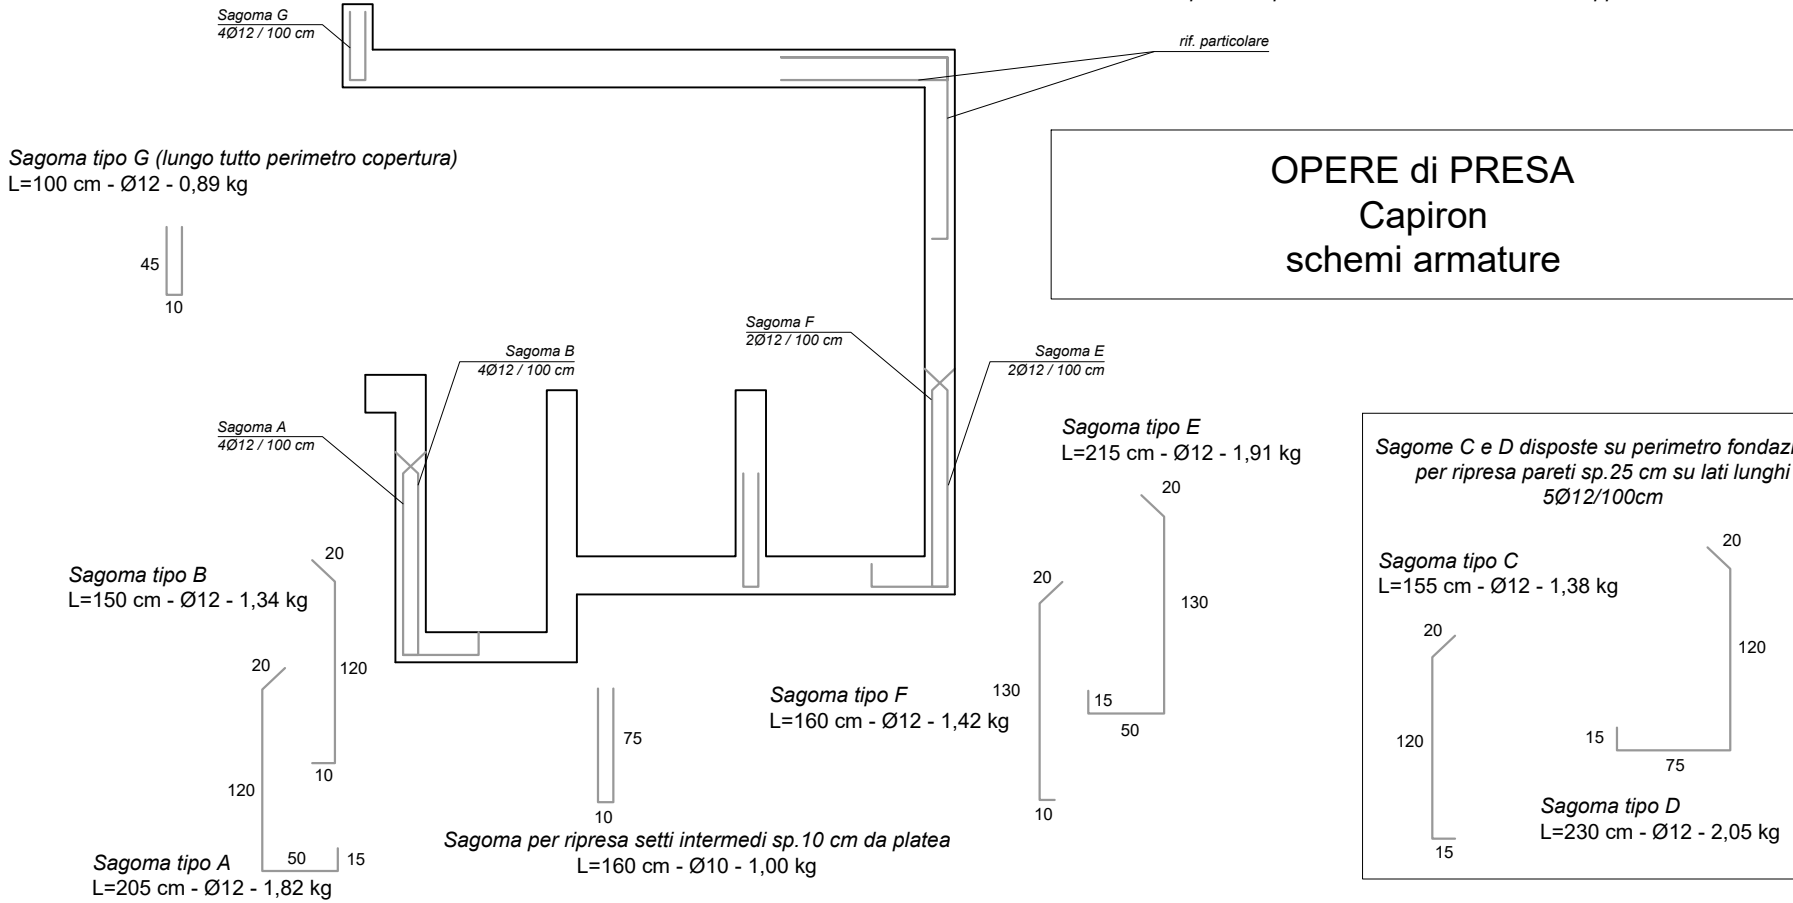 Sagoma G
4Ø12 / 100 cm
rif. particolare
Sagoma tipo G (lungo tutto perimetro copertura)
L=100 cm - Ø12 - 0,89 kg
45
10
OPERE di PRESA
Capiron
schemi armature
Sagoma F
2Ø12 / 100 cm
Sagoma B
4Ø12 / 100 cm
Sagoma E
2Ø12 / 100 cm
Sagoma A
4Ø12 / 100 cm
Sagoma tipo E
L=215 cm - Ø12 - 1,91 kg
20
130
15
50
Sagome C e D disposte su perimetro
per ripresa pareti sp.25 cm su lati lunghi
5Ø12/100cm
Sagoma tipo C
L=155 cm - Ø12 - 1,38 kg
20
120
15
20
120
15
75
Sagoma tipo D
L=230 cm - Ø12 - 2,05 kg
Sagoma tipo B
L=150 cm - Ø12 - 1,34 kg
20
120
10
20
120
50
15
Sagoma tipo A
L=205 cm - Ø12 - 1,82 kg
75
10
Sagoma per ripresa setti intermedi sp.10 cm da platea
L=160 cm - Ø10 - 1,00 kg
Sagoma tipo F
L=160 cm - Ø12 - 1,42 kg
20
130
10